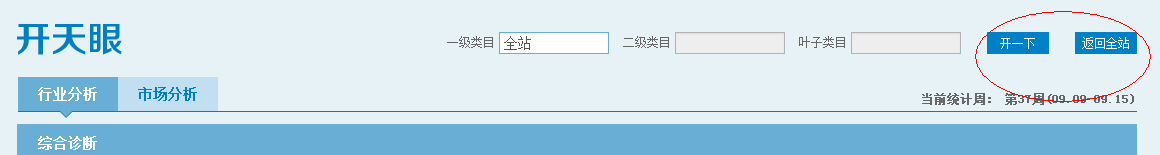 开天眼
一级类目 全站 二级类目 叶子类目 开一下 返回全站
行业分析 市场分析
当前统计周： 第37周(09.09-09.15)
综合诊断